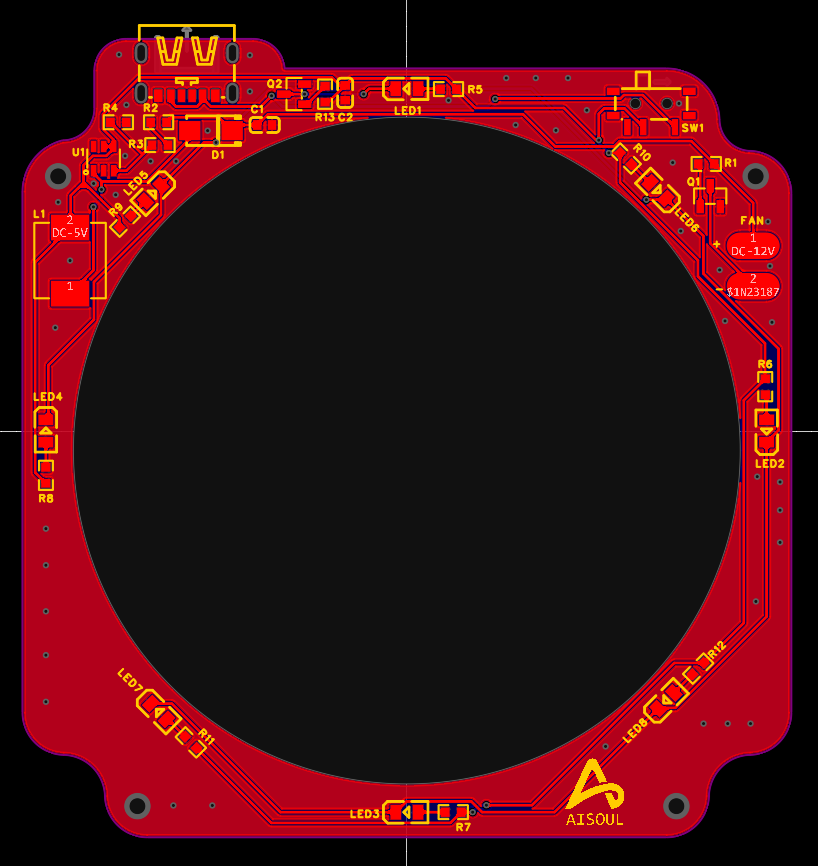 Q2
R5
R4
R2
C1
R13
C2
LED1
SW1
R3
D1
U1
R10
R1
LED5
Q1
R9
LED6
L1
FAN
2
DC-5V
+
1
DC-12V
1
-
2
$1N23187
R6
LED4
LED2
R8
R12
LED7
R11
LED8
LED3
R7
AISOUL